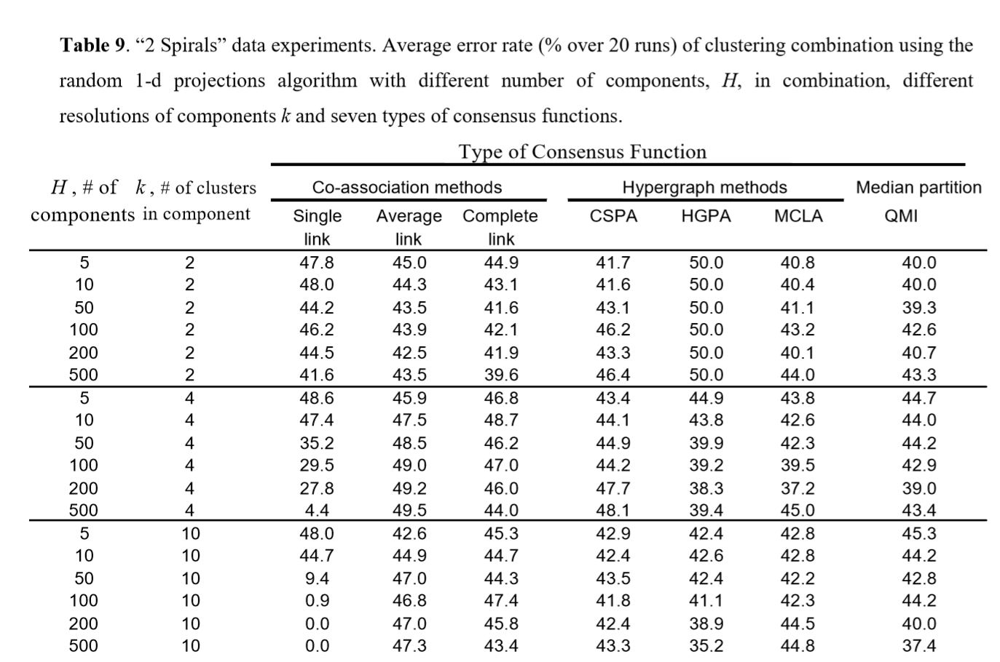 Table 9. “2 Spirals” data experiments. Average error rate (% over 20 runs) of clustering combination using the
random 1-d projections algorithm with different number of components, H, in combination, different
resolutions of components k and seven types of consensus functions.
Type of Consensus Function
H , # of k , # of clusters Co-association methods Hypergraph methods Median partition
components in component Single Average Complete CSPA HGPA MCLA QMI
link link link
5 2 47.8 45.0 44.9 41.7 50.0 40.8 40.0
10 2 48.0 44.3 43.1 41.6 50.0 40.4 40.0
50 2 44.2 43.5 41.6 43.1 50.0 41.1 39.3
100 2 46.2 43.9 42.1 46.2 50.0 43.2 42.6
200 2 44.5 42.5 41.9 43.3 50.0 40.1 40.7
500 2 41.6 43.5 39.6 46.4 50.0 44.0 43.3
5 4 48.6 45.9 46.8 43.4 44.9 43.8 44.7
10 4 47.4 47.5 48.7 44.1 43.8 42.6 44.0
50 4 35.2 48.5 46.2 44.9 39.9 42.3 44.2
100 4 29.5 49.0 47.0 44.2 39.2 39.5 42.9
200 4 27.8 49.2 46.0 47.7 38.3 37.2 39.0
500 4 4.4 49.5 44.0 48.1 39.4 45.0 43.4
5 10 48.0 42.6 45.3 42.9 42.4 42.8 45.3
10 10 44.7 44.9 44.7 42.4 42.6 42.8 44.2
50 10 9.4 47.0 44.3 43.5 42.4 42.2 42.8
100 10 0.9 46.8 47.4 41.8 41.1 42.3 44.2
200 10 0.0 47.0 45.8 42.4 38.9 44.5 40.0
500 10 0.0 47.3 43.4 43.3 35.2 44.8 37.4